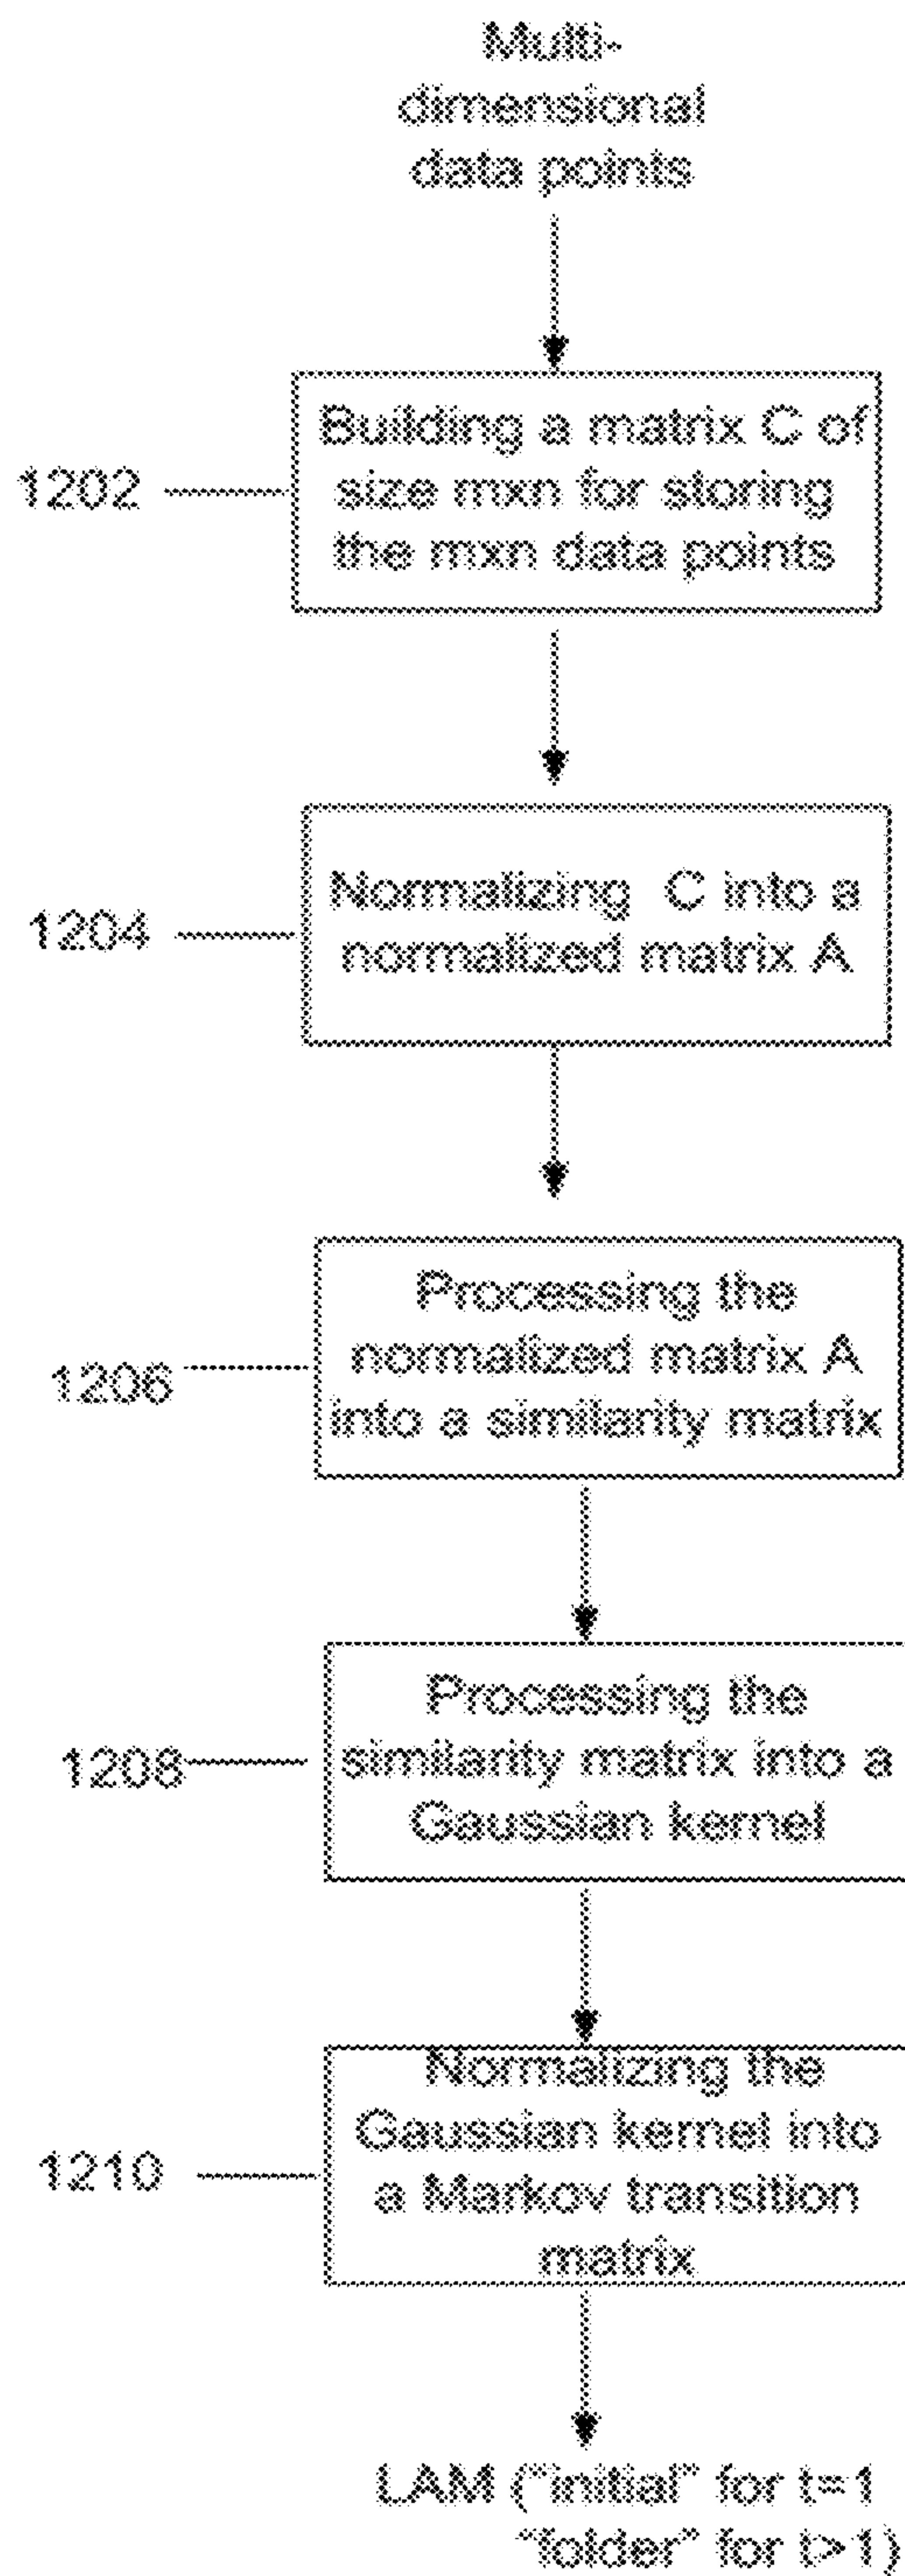 Multi-
dimensional
data points
Building a matrix C of
size mxn for storing
the mxn data points
1202
Normalizing C into a
normalized matrix A
1204
Processing the
normalized matrix A
into a similarity matrix
1206
Processing the
similarity matrix into a
Gaussian kernel
1208
Normalizing the
Gaussian kernel into
a Markov transition
matrix
1210
LAM ("initial" for t=1
"folder" for t>1)